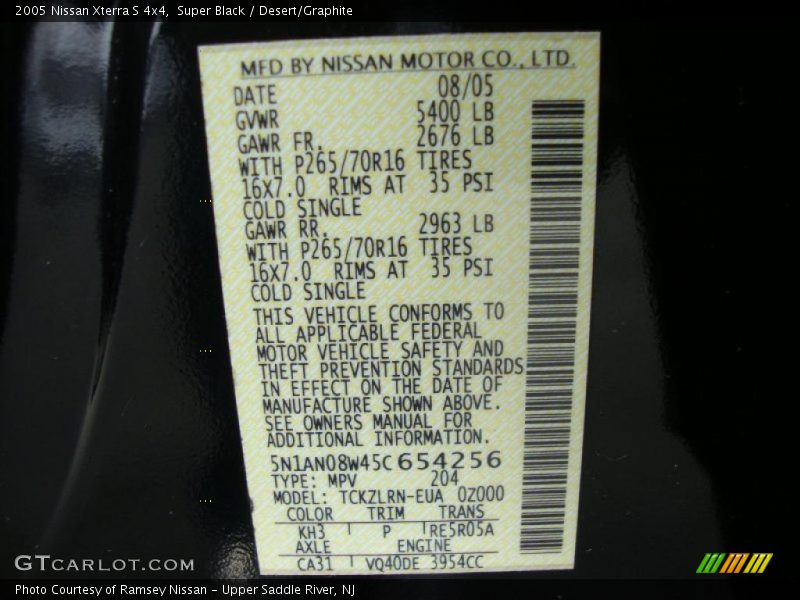 2005 Nissan Xterra S 4x4, Super Black / Desert/Graphite
MFD BY NISSAN MOTOR CO., LTD.
DATE 08/05
GVWR 5400 LB
GAWR FR. 2676 LB
WITH P265/70R16 TIRES
16X7.0 RIMS AT 35 PSI
COLD SINGLE
GAWR RR. 2963 LB
WITH P265/70R16 TIRES
16X7.0 RIMS AT 35 PSI
COLD SINGLE
THIS VEHICLE CONFORMS TO
ALL APPLICABLE FEDERAL
MOTOR VEHICLE SAFETY AND
THEFT PREVENTION STANDARDS
IN EFFECT ON THE DATE OF
MANUFACTURE SHOWN ABOVE.
SEE OWNERS MANUAL FOR
ADDITIONAL INFORMATION.
5N1AN08W45C654256
TYPE: MPV 204
MODEL: TCKZLRN-EUA 0Z000
COLOR TRIM TRANS
KH3 P RE5R05A
AXLE ENGINE
CA31 VQ40DE 3954CC
GTCARLOT.COM
Photo Courtesy of Ramsey Nissan - Upper Saddle River, NJ